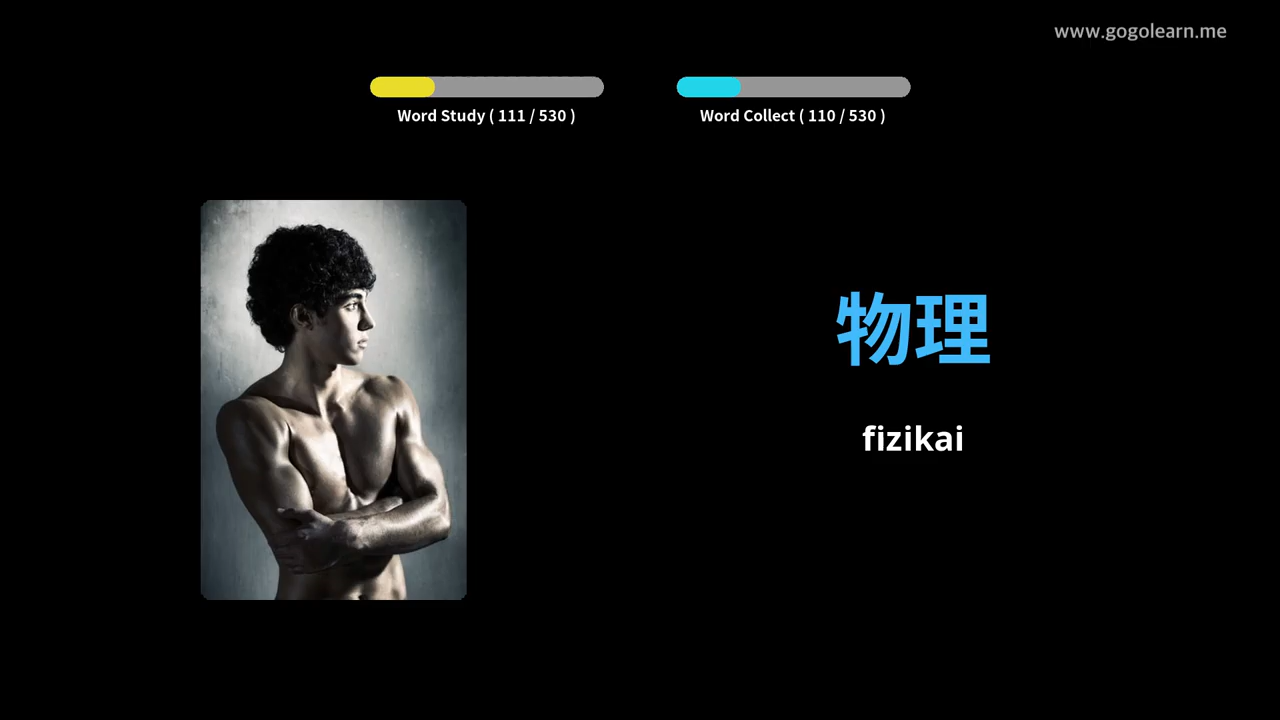 www.gogolearn.me
Word Study ( 111 / 530 )
Word Collect ( 110 / 530 )
物理
fizikai